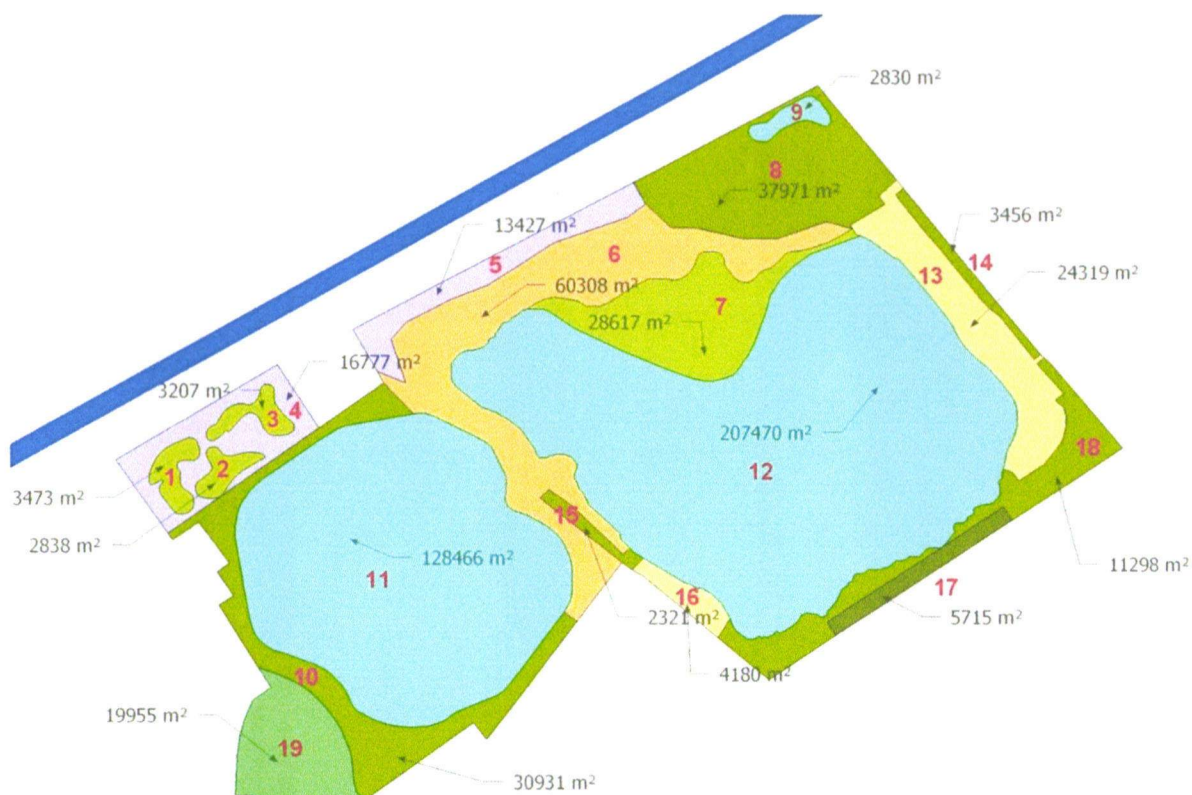 2830 m²
9
8
37971 m²
3456 m²
13427 m²
14
5
6
13
24319 m²
60308 m²
7
28617 m²
16777 m²
3207 m²
4
3
207470 m²
18
12
1
2
3473 m²
15
2838 m²
128466 m²
11298 m²
11
17
16
2321 m²
5715 m²
4180 m²
10
19955 m²
19
30931 m²